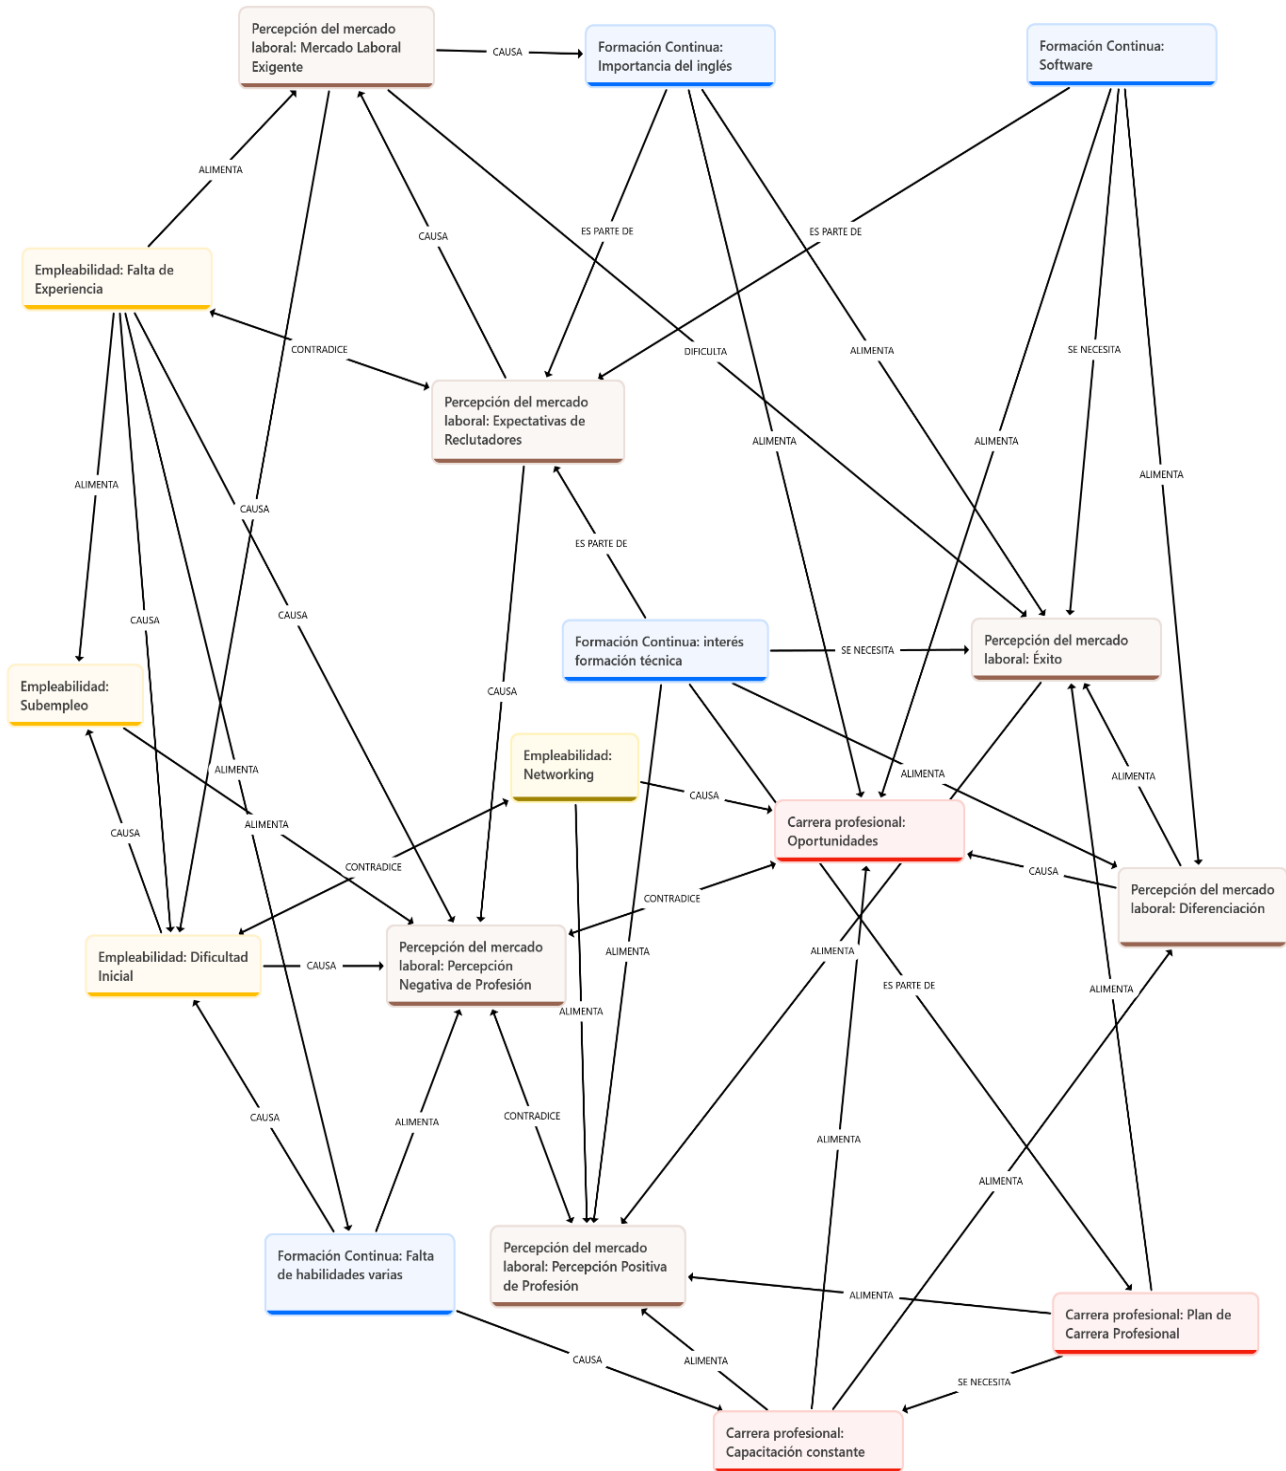 Percepción del mercado
laboral: Mercado Laboral
Exigente
CAUSA
Formación Continua:
Importancia del inglés
Formación Continua:
Software
ALIMENTA
CAUSA
ES PARTE DE
ES PARTE DE
Empleabilidad: Falta de
Experiencia
CONTRADICE
DIFICULTA
ALIMENTA
SE NECESITA
Percepción del mercado
laboral: Expectativas de
Reclutadores
ALIMENTA
ALIMENTA
ALIMENTA
ALIMENTA
CAUSA
ES PARTE DE
CAUSA
CAUSA
Formación Continua: interés
formación técnica
SE NECESITA
Percepción del mercado
laboral: Éxito
Empleabilidad:
Subempleo
CAUSA
Empleabilidad:
Networking
ALIMENTA
ALIMENTA
ALIMENTA
CAUSA
CAUSA
ALIMENTA
Carrera profesional:
Oportunidades
CONTRADICE
CAUSA
CONTRADICE
Percepción del mercado
laboral: Diferenciación
Empleabilidad: Dificultad
Inicial
CAUSA
Percepción del mercado
laboral: Percepción
Negativa de Profesión
ALIMENTA
ALIMENTA
ES PARTE DE
ALIMENTA
ALIMENTA
CAUSA
ALIMENTA
CONTRADICE
ALIMENTA
ALIMENTA
Formación Continua: Falta
de habilidades varias
Percepción del mercado
laboral: Percepción Positiva
de Profesión
ALIMENTA
Carrera profesional: Plan de
Carrera Profesional
CAUSA
ALIMENTA
SE NECESITA
Carrera profesional:
Capacitación constante